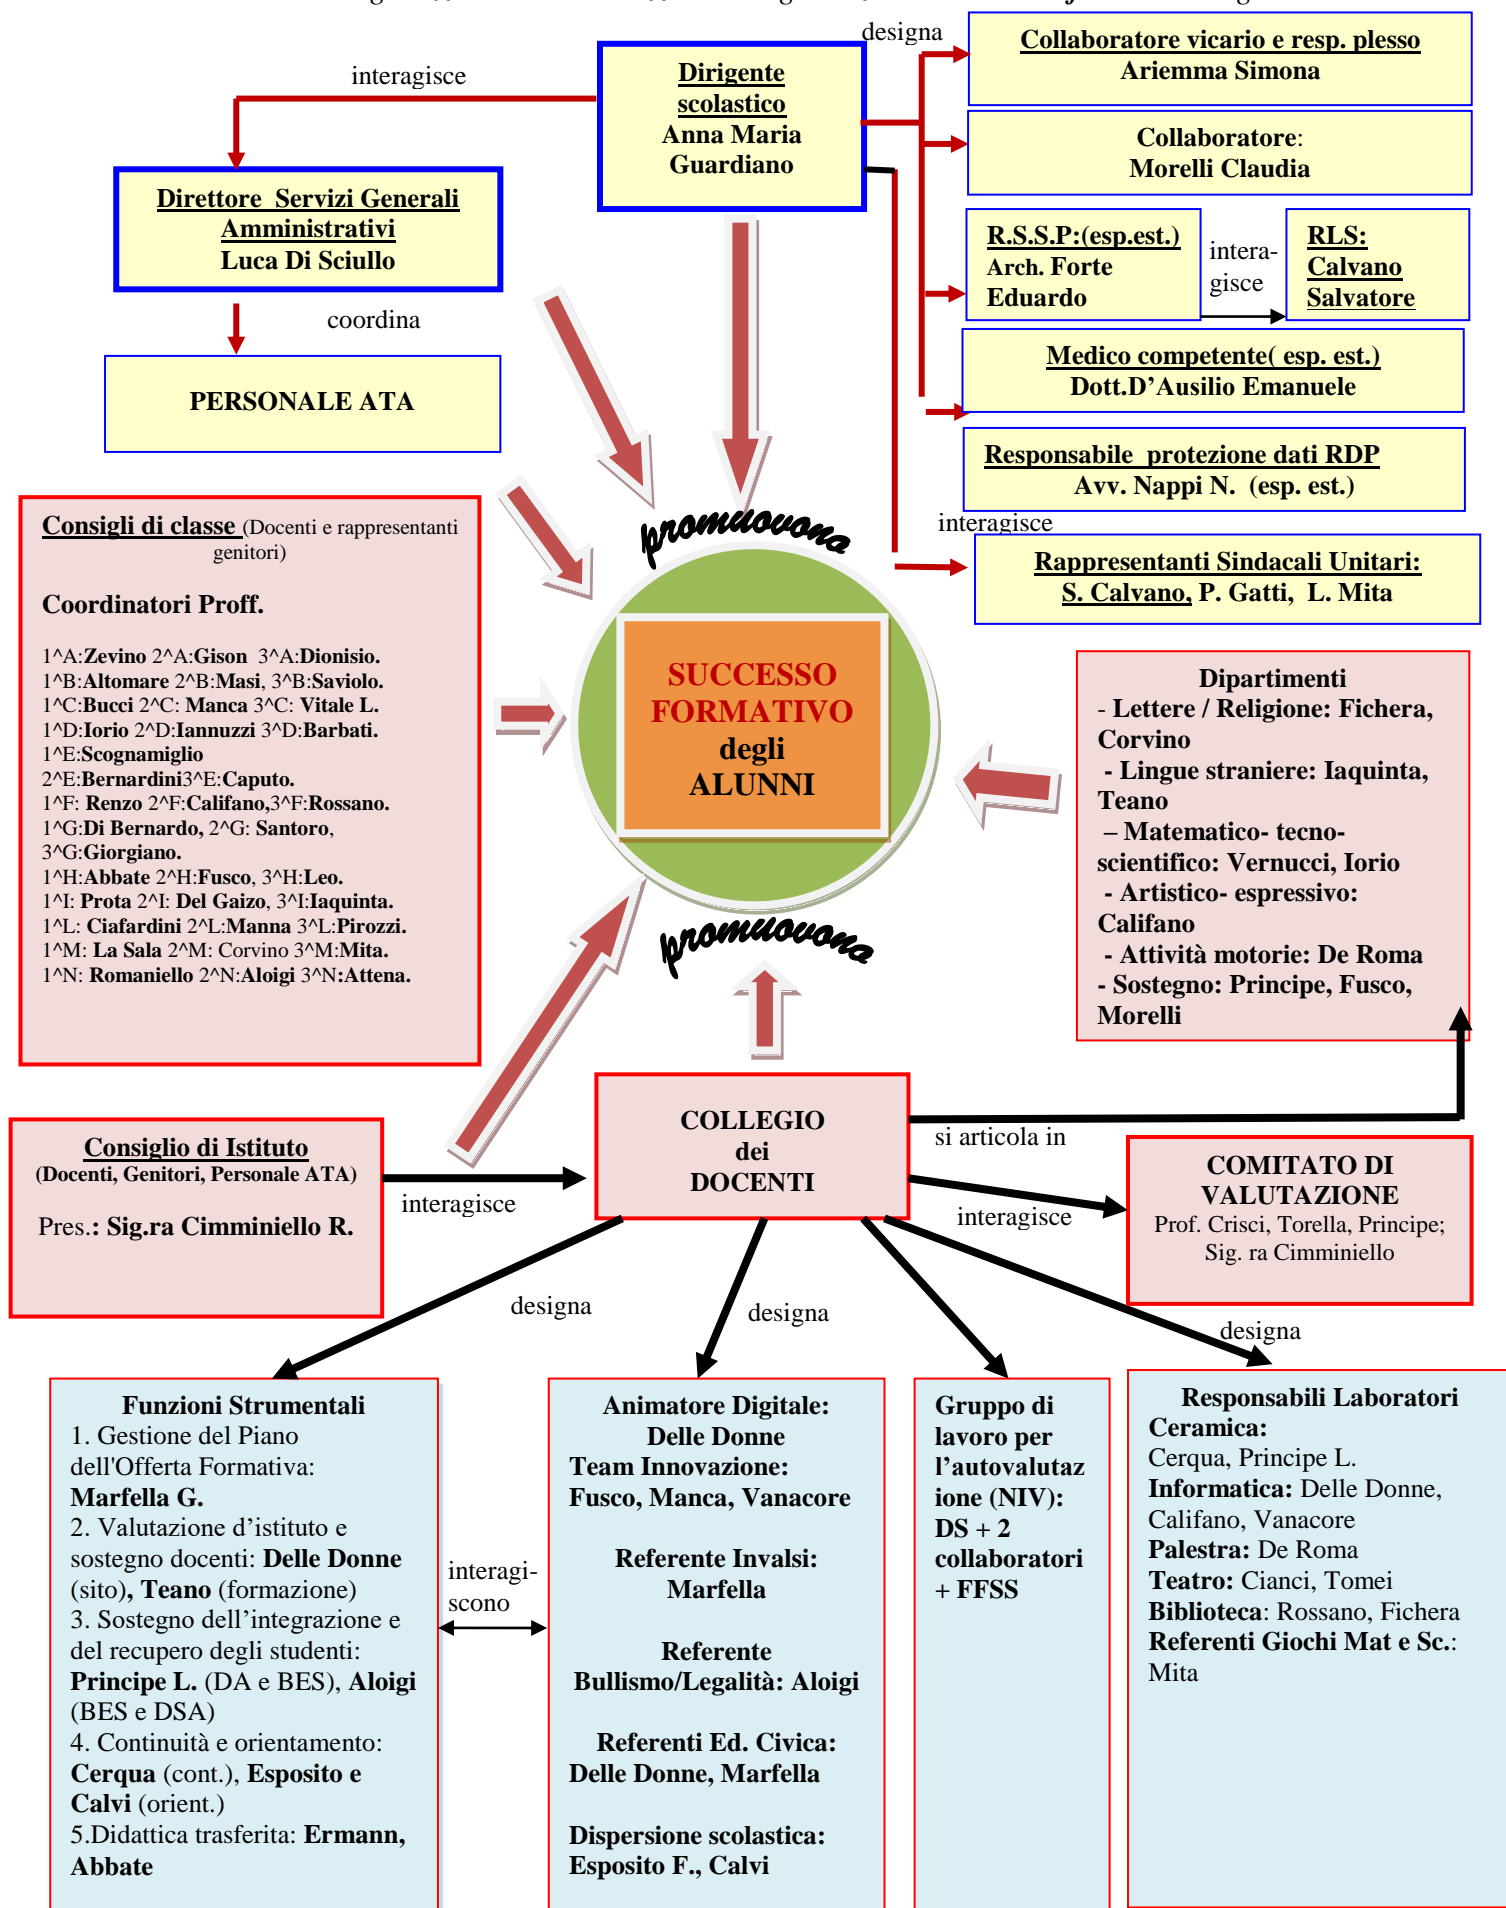 designa
Collaboratore vicario e resp. plesso
Ariemma Simona
interagisce
Dirigente
scolastico
Anna Maria
Guardiano
Collaboratore:
Morelli Claudia
Direttore Servizi Generali
Amministrativi
Luca Di Sciullo
R.S.S.P:(esp.est.)
Arch. Forte
Eduardo
intera-
gisce
RLS:
Calvano
Salvatore
coordina
PERSONALE ATA
Medico competente( esp. est.)
Dott.D’Ausilio Emanuele
Responsabile protezione dati RDP
Avv. Nappi N. (esp. est.)
interagisce
Rappresentanti Sindacali Unitari:
S. Calvano, P. Gatti, L. Mita
Consigli di classe (Docenti e rappresentanti
genitori)
Coordinatori Proff.
1^A:Zevino 2^A:Gison 3^A:Dionisio.
1^B:Altomare 2^B:Masi, 3^B:Saviolo.
1^C:Bucci 2^C: Manca 3^C: Vitale L.
1^D:Iorio 2^D:Iannuzzi 3^D:Barbati.
1^E:Scognamiglio
2^E:Bernardini3^E:Caputo.
1^F: Renzo 2^F:Califano,3^F:Rossano.
1^G:Di Bernardo, 2^G: Santoro,
3^G:Giorgiano.
1^H:Abbate 2^H:Fusco, 3^H:Leo.
1^I: Prota 2^I: Del Gaizo, 3^I:Iaquinta.
1^L: Ciafardini 2^L:Manna 3^L:Pirozzi.
1^M: La Sala 2^M: Corvino 3^M:Mita.
1^N: Romaniello 2^N:Aloigi 3^N:Attena.
promuovono
SUCCESSO
FORMATIVO
degli
ALUNNI
promuovono
Dipartimenti
- Lettere / Religione: Fichera,
Corvino
- Lingue straniere: Iaquinta,
Teano
– Matematico- tecno-
scientifico: Vernucci, Iorio
- Artistico- espressivo:
Califano
- Attività motorie: De Roma
- Sostegno: Principe, Fusco,
Morelli
Consiglio di Istituto
(Docenti, Genitori, Personale ATA)
Pres.: Sig.ra Cimminiello R.
interagisce
COLLEGIO
dei
DOCENTI
si articola in
interagisce
COMITATO DI
VALUTAZIONE
Prof. Crisci, Torella, Principe;
Sig. ra Cimminiello
designa
designa
designa
Funzioni Strumentali
1. Gestione del Piano
dell'Offerta Formativa:
Marfella G.
2. Valutazione d’istituto e
sostegno docenti: Delle Donne
(sito), Teano (formazione)
3. Sostegno dell’integrazione e
del recupero degli studenti:
Principe L. (DA e BES), Aloigi
(BES e DSA)
4. Continuità e orientamento:
Cerqua (cont.), Esposito e
Calvi (orient.)
5.Didattica trasferita: Ermann,
Abbate
interagi-
scono
Animatore Digitale:
Delle Donne
Team Innovazione:
Fusco, Manca, Vanacore
Referente Invalsi:
Marfella
Referente
Bullismo/Legalità: Aloigi
Referenti Ed. Civica:
Delle Donne, Marfella
Dispersione scolastica:
Esposito F., Calvi
Gruppo di
lavoro per
l’autovalutaz
ione (NIV):
DS + 2
collaboratori
+ FFSS
Responsabili Laboratori
Ceramica:
Cerqua, Principe L.
Informatica: Delle Donne,
Califano, Vanacore
Palestra: De Roma
Teatro: Cianci, Tomei
Biblioteca: Rossano, Fichera
Referenti Giochi Mat e Sc.:
Mita